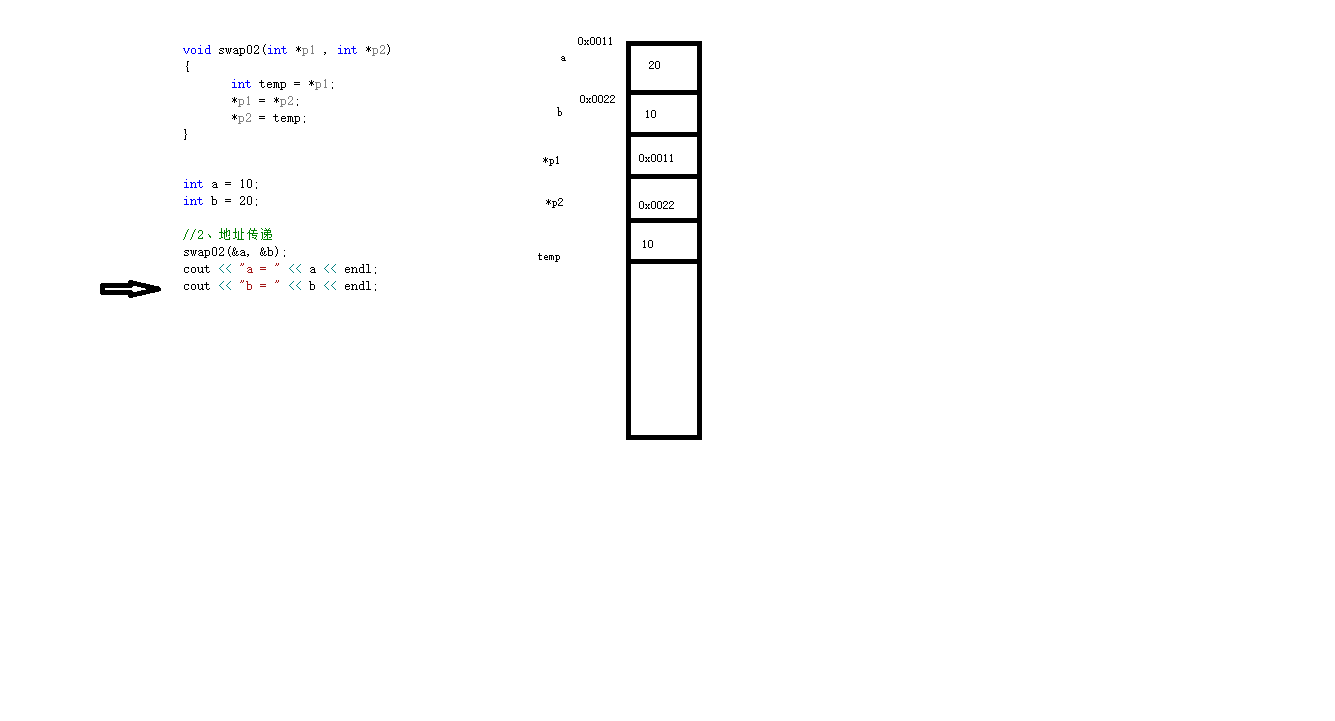 void swap02(int *p1 , int *p2)
{
int temp = *p1;
*p1 = *p2;
*p2 = temp;
}
int a = 10;
int b = 20;
//2、地址传递
swap02(&a, &b);
cout << "a = " << a << endl;
cout << "b = " << b << endl;
0x0011
a
20
0x0022
b
10
*p1
0x0011
*p2
0x0022
temp
10